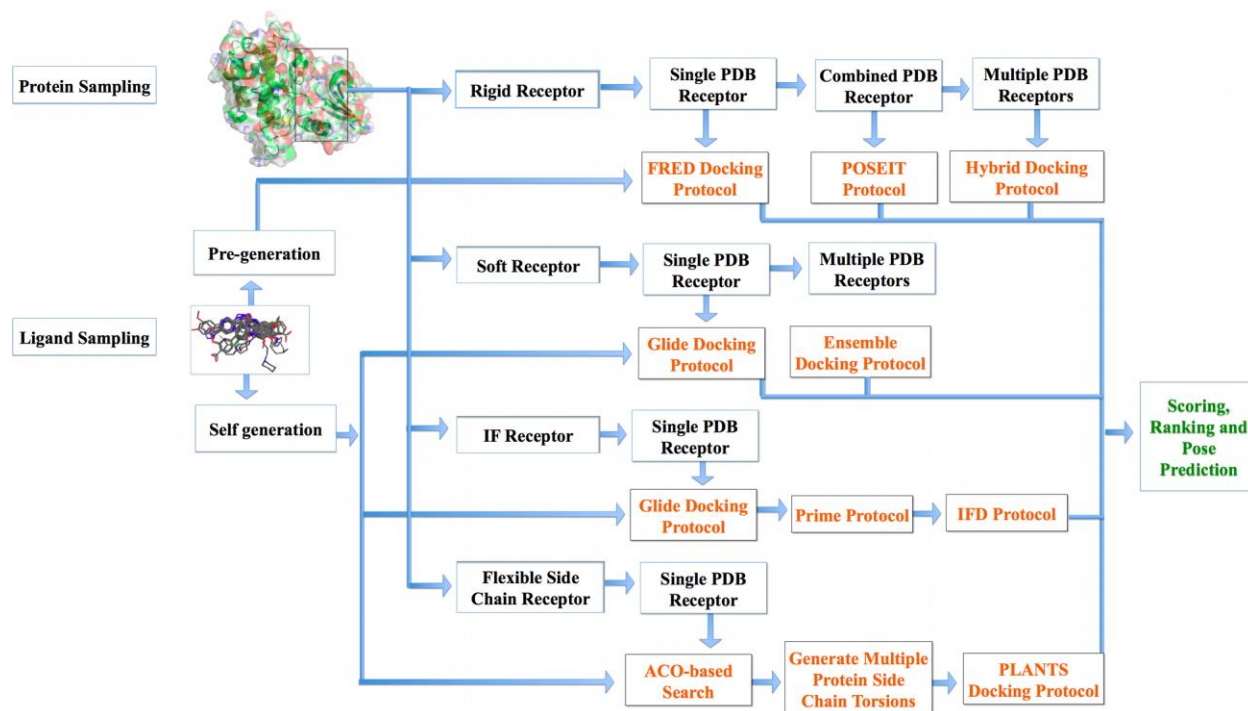 Protein Sampling
Rigid Receptor
Single PDB
Receptor
Combined PDB
Receptor
Multiple PDB
Receptors
FRED Docking
Protocol
POSEIT
Protocol
Hybrid Docking
Protocol
Pre-generation
Soft Receptor
Single PDB
Receptor
Multiple PDB
Receptors
Ligand Sampling
Glide Docking
Protocol
Ensemble
Docking Protocol
Self generation
IF Receptor
Single PDB
Receptor
Scoring,
Ranking and
Pose
Prediction
Glide Docking
Protocol
Prime Protocol
IFD Protocol
Flexible Side
Chain Receptor
Single PDB
Receptor
ACO-based
Search
Generate Multiple
Protein Side
Chain Torsions
PLANTS
Docking Protocol